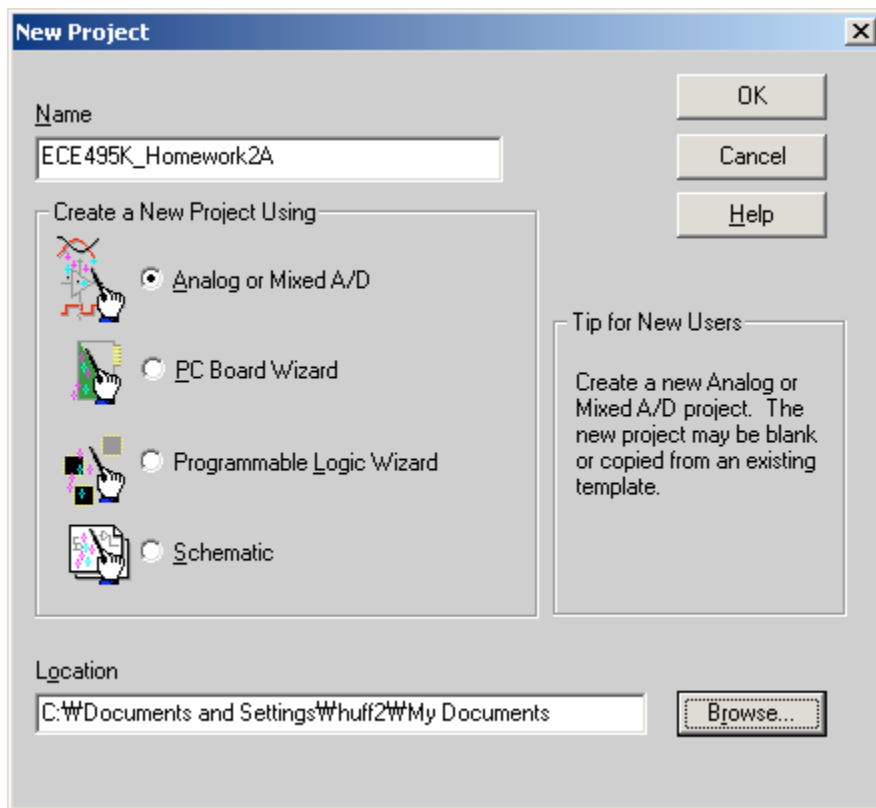 New Project
Name
OK
ECE495K_Homework2A
Cancel
Help
Create a New Project Using
Analog or Mixed A/D
PC Board Wizard
Programmable Logic Wizard
Schematic
Tip for New Users
Create a new Analog or
Mixed A/D project. The
new project may be blank
or copied from an existing
template.
Location
C:₩Documents and Settings₩huff2₩My Documents
Browse...